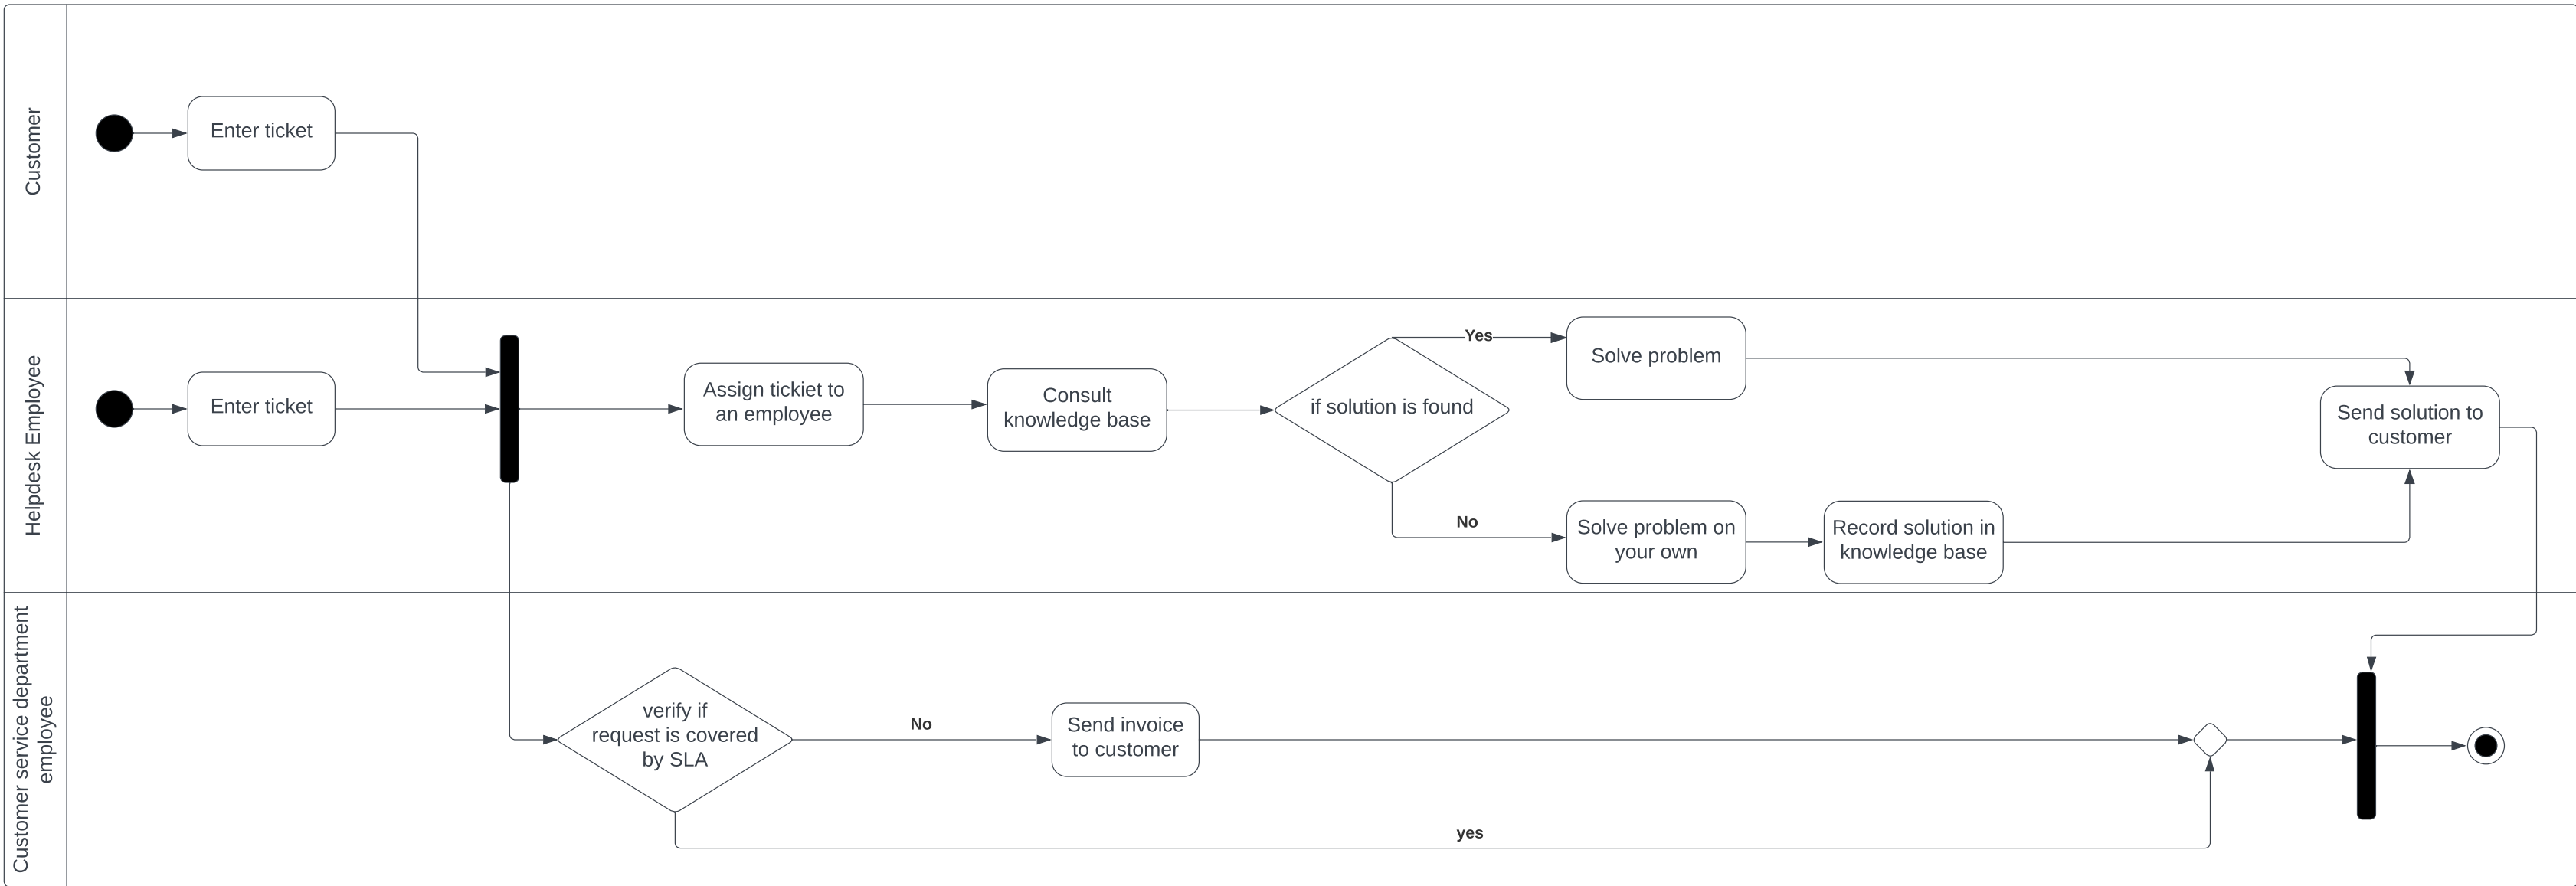 Customer
Enter ticket
Helpdesk Employee
Enter ticket
Assign tickiet to
an employee
Consult
knowledge base
if solution is found
Yes
Solve problem
No
Solve problem on
your own
Record solution in
knowledge base
Send solution to
customer
Customer service department
employee
verify if
request is covered
by SLA
No
Send invoice
to customer
yes